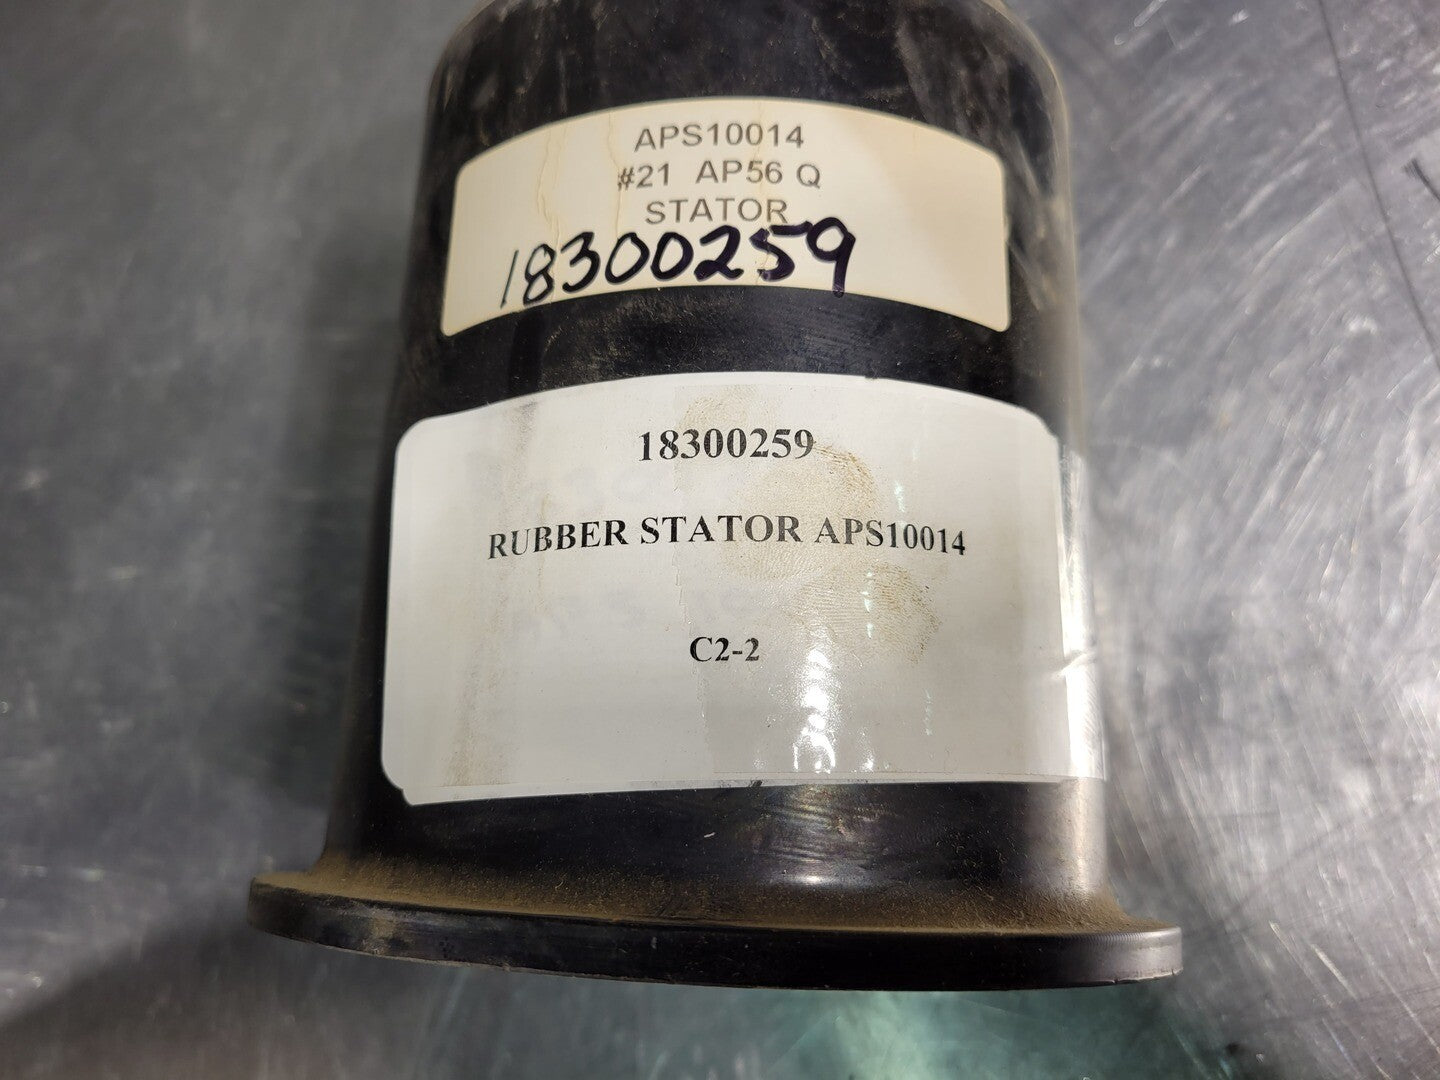 APS10014
#21 AP56 Q
STATOR
18300259
18300259
RUBBER STATOR APS10014
C2-2